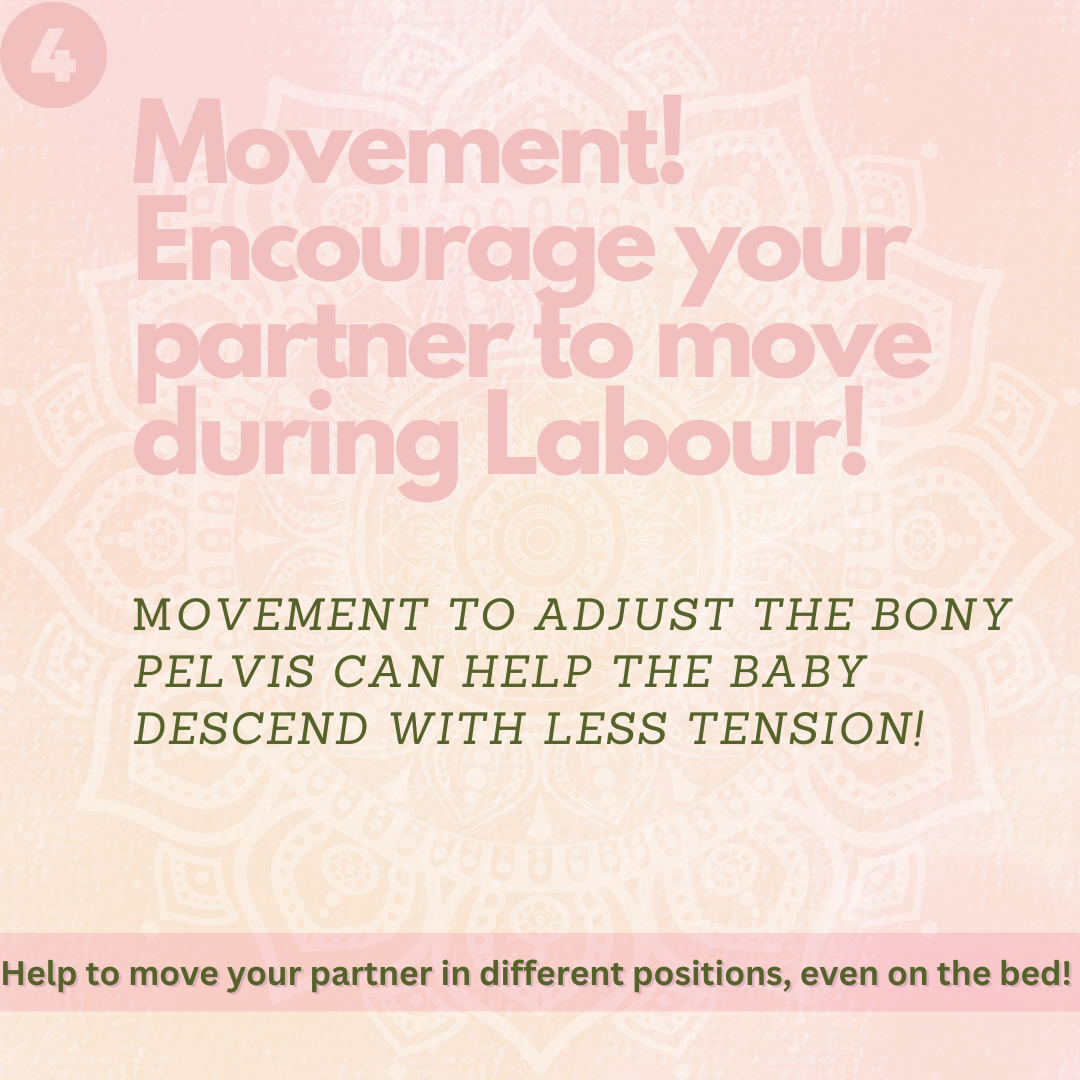 4
Movement!
Encourage your
partner to move
during Labour!
MOVEMENT TO ADJUST THE BONY
PELVIS CAN HELP THE BABY
DESCEND WITH LESS TENSION!
Help to move your partner in different positions, even on the bed!